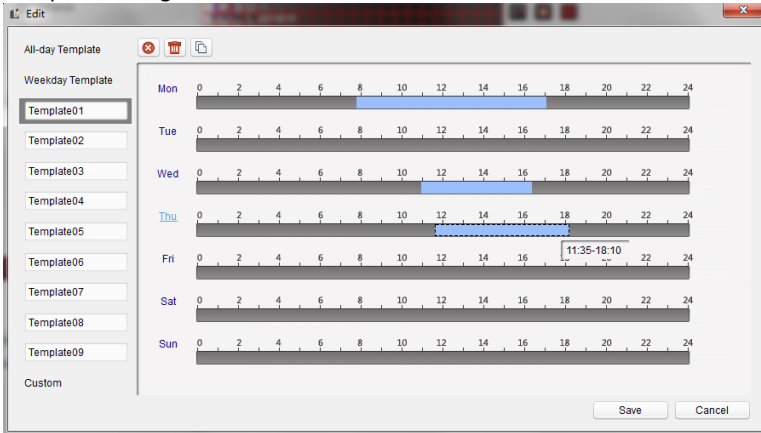 Edit
All-day Template
Weekday Template
Template01
Template02
Template03
Template04
Template05
Template06
Template07
Template08
Template09
Custom
Mon 0 2 4 6 8 10 12 14 16 18 20 22 24
Tue 0 2 4 6 8 10 12 14 16 18 20 22 24
Wed 0 2 4 6 8 10 12 14 16 18 20 22 24
Thu 0 2 4 6 8 10 12 14 16 18 20 22 24
11:35-18:10
Fri 0 2 4 6 8 10 12 14 16 22 24
Sat 0 2 4 6 8 10 12 14 16 18 20 22 24
Sun 0 2 4 6 8 10 12 14 16 18 20 22 24
Save Cancel